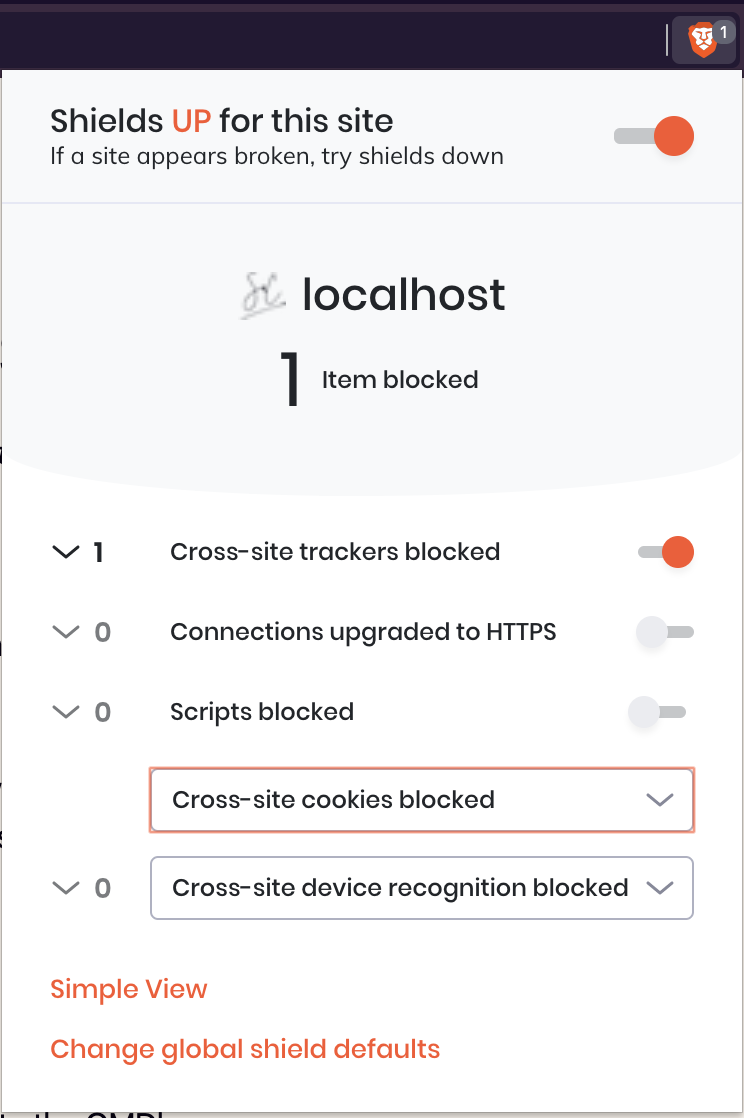 1
Shields UP for this site
If a site appears broken, try shields down
localhost
1 Item blocked
1 Cross-site trackers blocked
0 Connections upgraded to HTTPS
0 Scripts blocked
Cross-site cookies blocked
0 Cross-site device recognition blocked
Simple View
Change global shield defaults